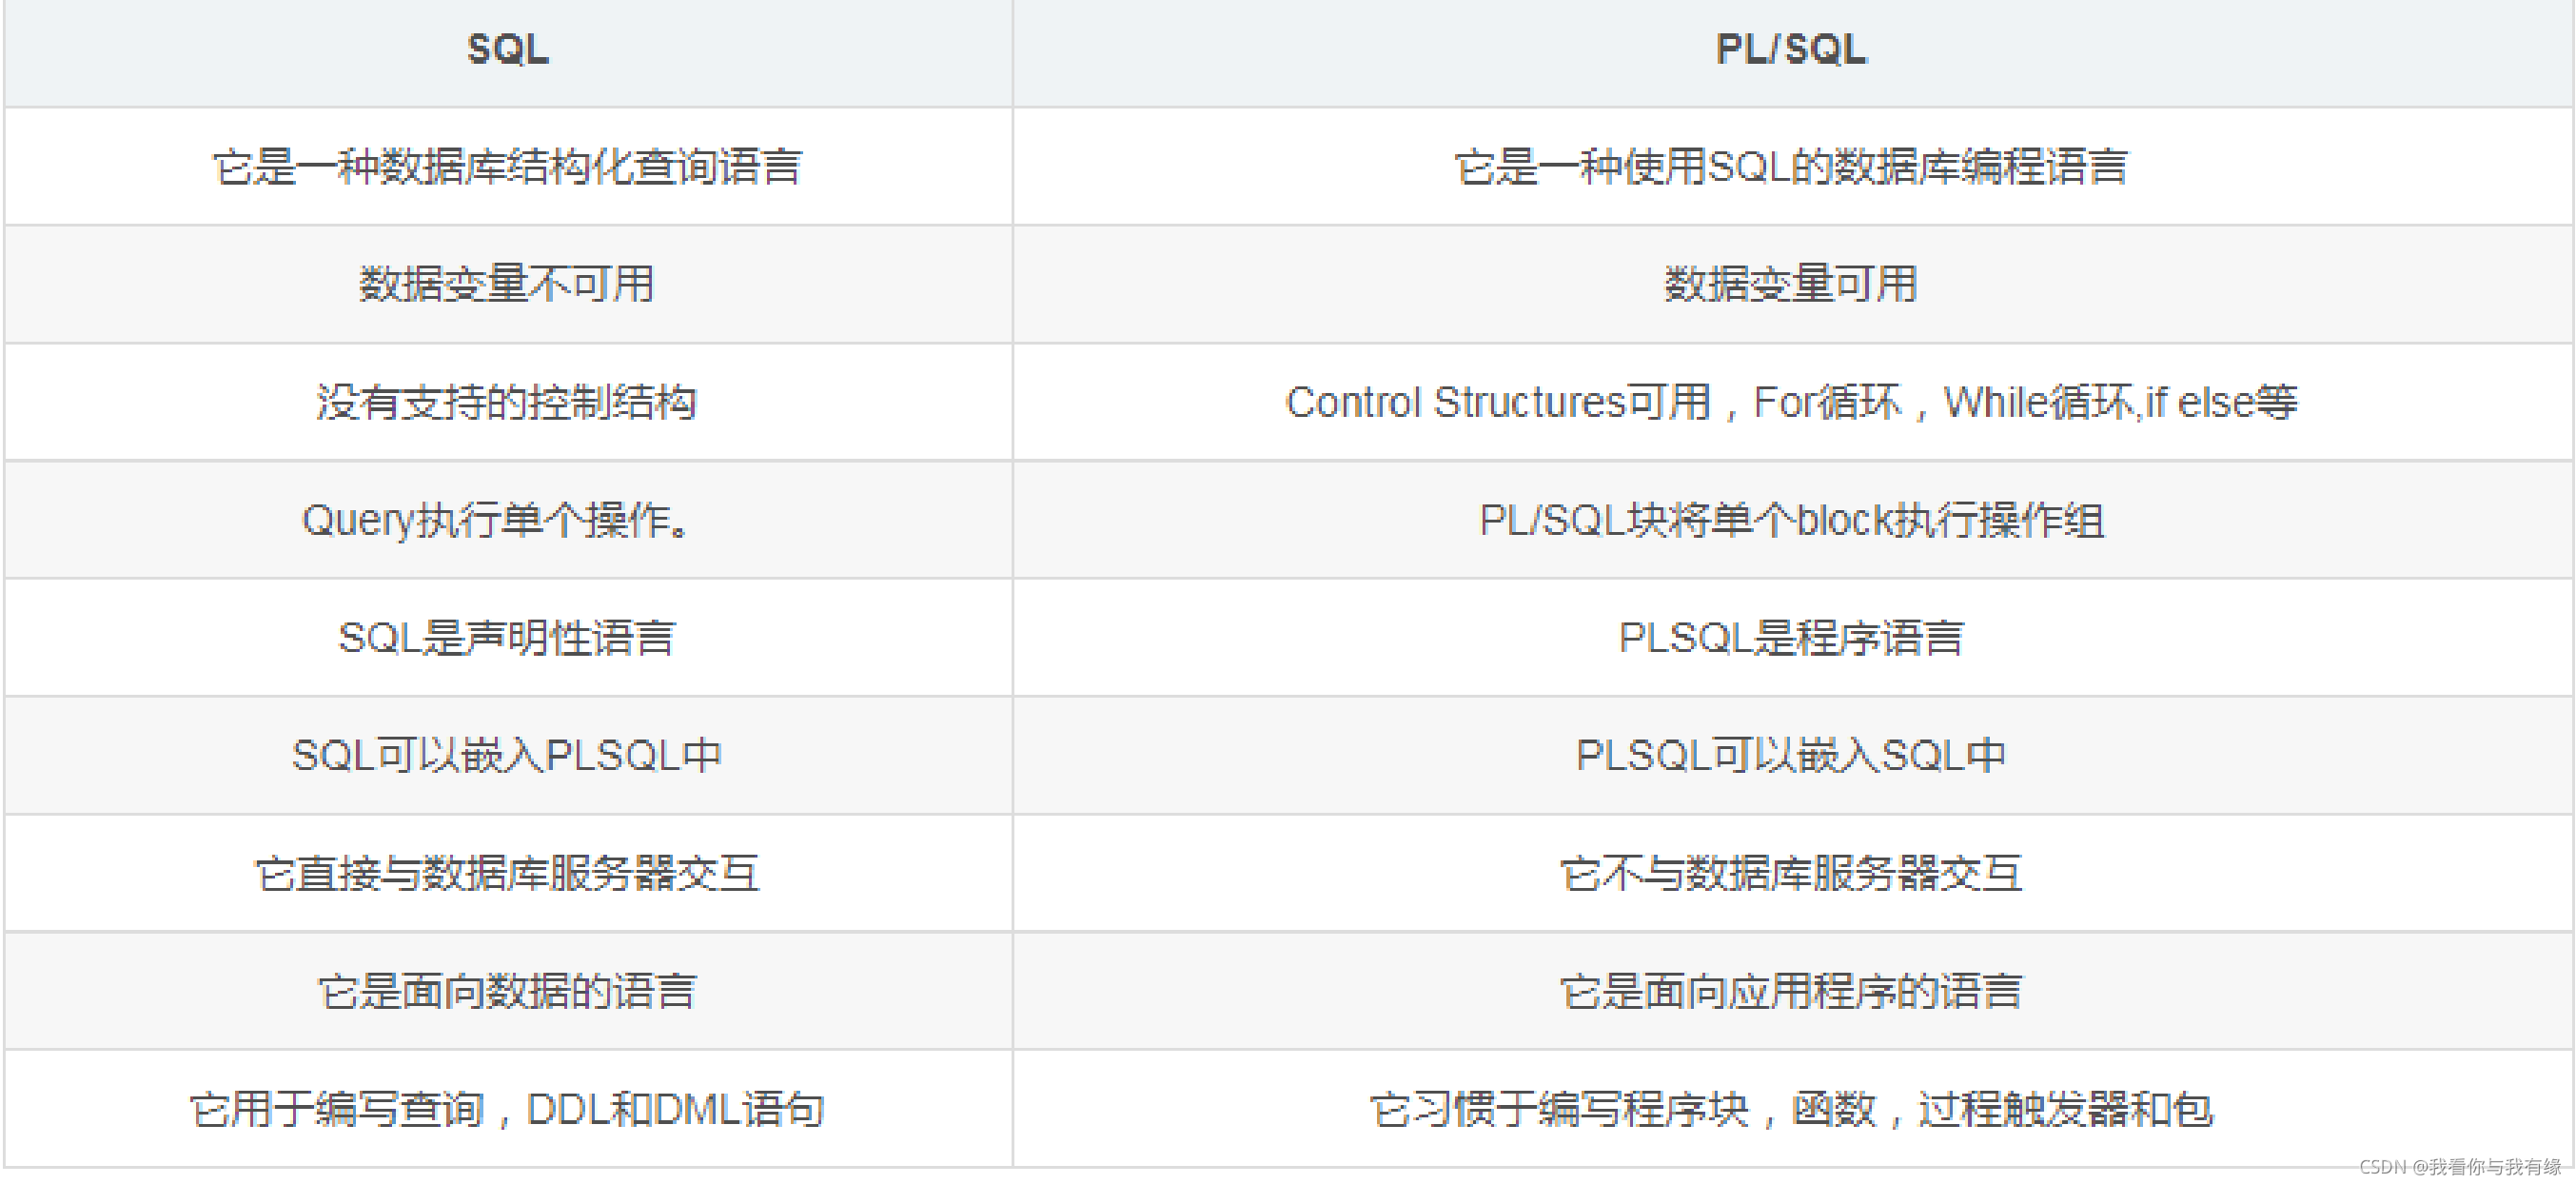 SQL
PL/SQL
它是一种数据库结构化查询语言
它是一种使用SQL的数据库编程语言
数据变量不可用
数据变量可用
没有支持的控制结构
Control Structures可用，For循环，While循环,if else等
Query执行单个操作。
PL/SQL块将单个block执行操作组
SQL是声明性语言
PLSQL是程序语言
SQL可以嵌入PLSQL中
PLSQL可以嵌入SQL中
它直接与数据库服务器交互
它不与数据库服务器交互
它是面向数据的语言
它是面向应用程序的语言
它用于编写查询，DDL和DML语句
它习惯于编写程序块，函数，过程触发器和包
CSDN @我看你与我有缘